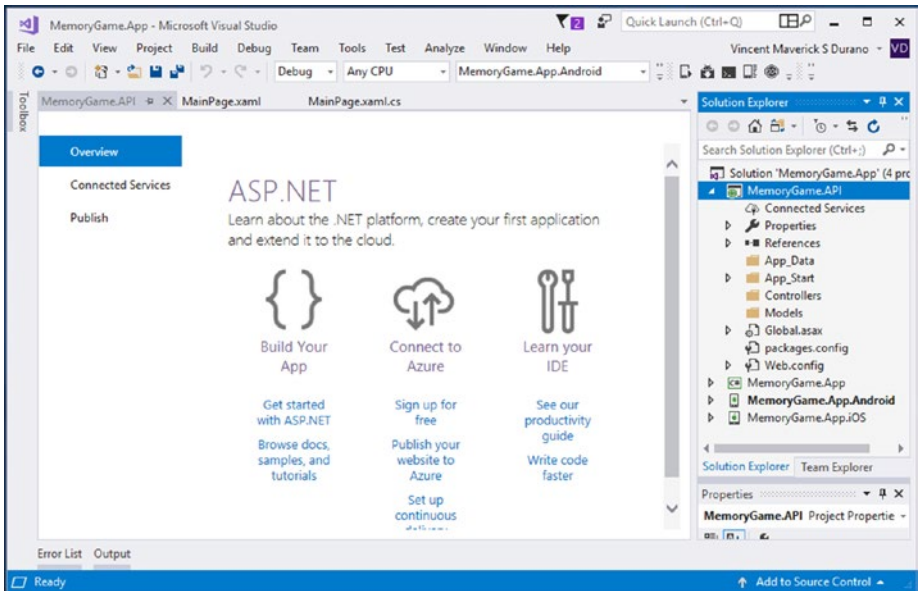 MemoryGame.App - Microsoft Visual Studio
2
Quick Launch (Ctrl+Q)
File Edit View Project Build Debug Team Tools Test Analyze Window Help
Vincent Maverick S Durano
VD
Debug Any CPU MemoryGame.App.Android
Toolbox
MemoryGame.API MainPage.xaml MainPage.xaml.cs
Overview
Connected Services
Publish
ASP.NET
Learn about the .NET platform, create your first application
and extend it to the cloud.
Build Your
App
Get started
with ASP.NET
Browse docs,
samples, and
tutorials
Connect to
Azure
Sign up for
free
Publish your
website to
Azure
Set up
continuous
Learn your
IDE
See our
productivity
guide
Write code
faster
Solution Explorer
Search Solution Explorer (Ctrl+;)
Solution 'MemoryGame.App' (4 pro
MemoryGame.API
Connected Services
Properties
References
App_Data
App_Start
Controllers
Models
Global.asax
packages.config
Web.config
C# MemoryGame.App
MemoryGame.App.Android
MemoryGame.App.iOS
Solution Explorer Team Explorer
Properties
MemoryGame.API Project Propertie
Error List Output
Ready
Add to Source Control